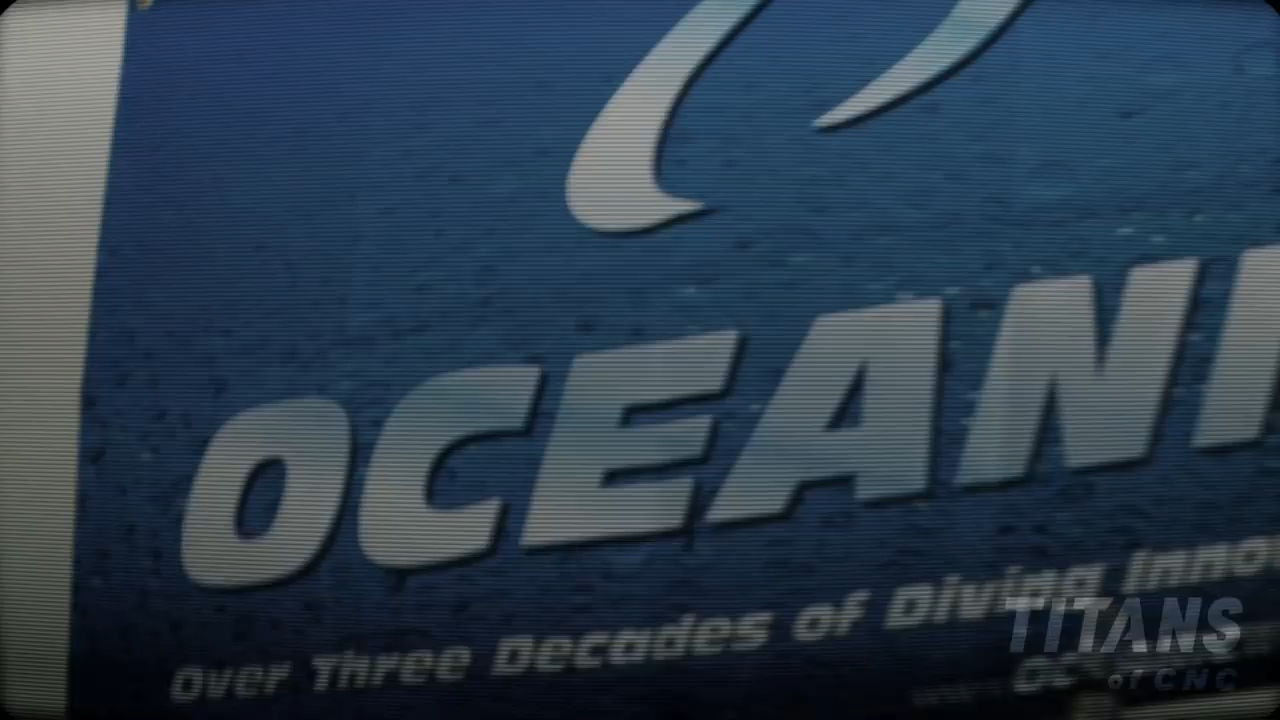 OCEANI
Over Three Decades of Diving Inno
TITANS
of CNC